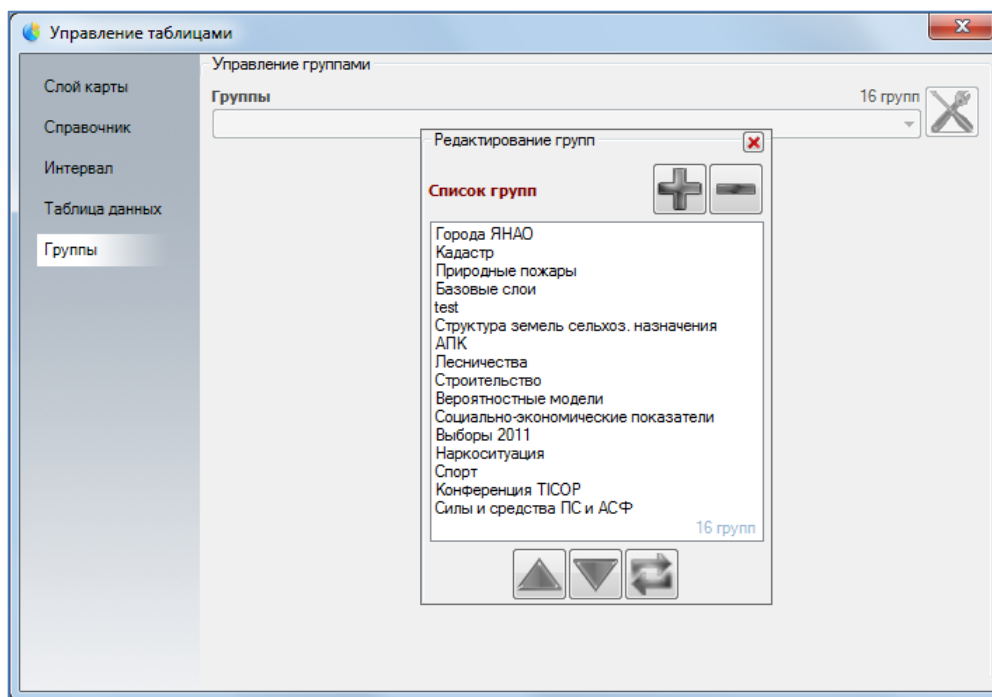 Управление таблицами
Слой карты
Справочник
Интервал
Таблица данных
Группы
Управление группами
Группы
16 групп
Редактирование групп
Список групп
Города ЯНАО
Кадастр
Природные пожары
Базовые слои
test
Структура земель сельхоз. назначения
АПК
Лесничества
Строительство
Вероятностные модели
Социально-экономические показатели
Выборы 2011
Наркоситуация
Спорт
Конференция TICOP
Силы и средства ПС и АСФ
16 групп